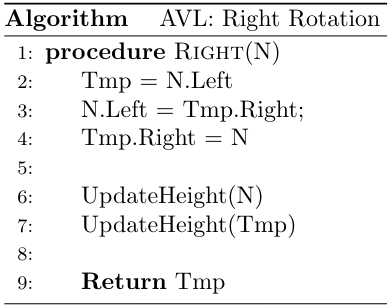 Algorithm AVL: Right Rotation
1: procedure RIGHT(N)
2: Tmp = N.Left
3: N.Left = Tmp.Right;
4: Tmp.Right = N
5:
6: UpdateHeight(N)
7: UpdateHeight(Tmp)
8:
9: Return Tmp